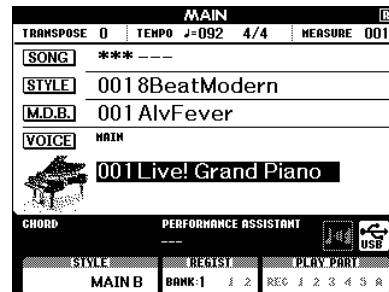 MAIN
TRANSPOSE 0 TEMPO ♩=092 4/4 MEASURE 001
SONG *** ---
STYLE 001 8BeatModern
M.D.B. 001 AlvFever
VOICE MAIN
001 Live! Grand Piano
CHORD PERFORMANCE ASSISTANT
---
USB
STYLE REGIST PLAY PART
MAIN B BANK:1 1 2 REC 1 2 3 4 5 A